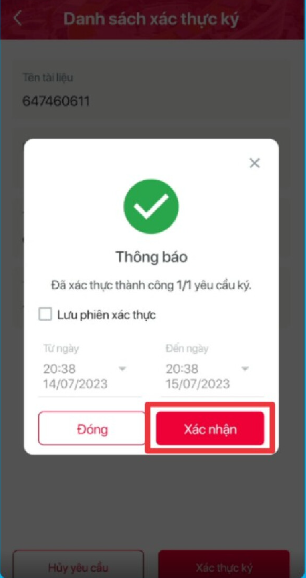 Danh sách xác thực ký
Tên tài liệu
647460611
Thông báo
Đã xác thực thành công 1/1 yêu cầu ký.
Lưu phiên xác thực
Từ ngày
Đến ngày
20:38
20:38
14/07/2023
15/07/2023
Đóng
Xác nhận
Hủy yêu cầu
Xác thực ký